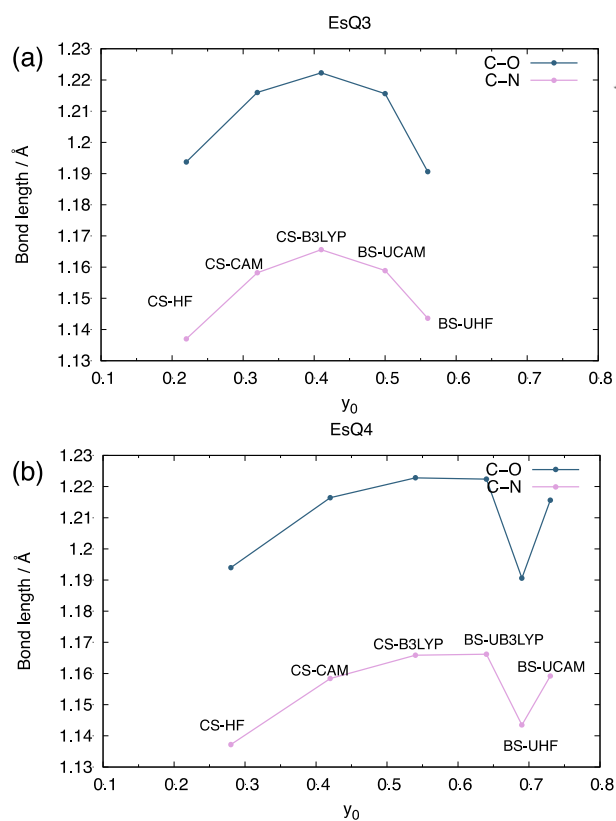 EsQ3
(a)
C–O
C–N
1.23
1.22
1.21
1.2
1.19
1.18
1.17
1.16
1.15
1.14
1.13
Bond length / Å
CS-HF
CS-CAM
CS-B3LYP
BS-UCAM
BS-UHF
0.1 0.2 0.3 0.4 0.5 0.6 0.7 0.8
y0
EsQ4
(b)
C–O
C–N
1.23
1.22
1.21
1.2
1.19
1.18
1.17
1.16
1.15
1.14
1.13
Bond length / Å
CS-HF
CS-CAM
CS-B3LYP
BS-UB3LYP
BS-UCAM
BS-UHF
0.1 0.2 0.3 0.4 0.5 0.6 0.7 0.8
y0